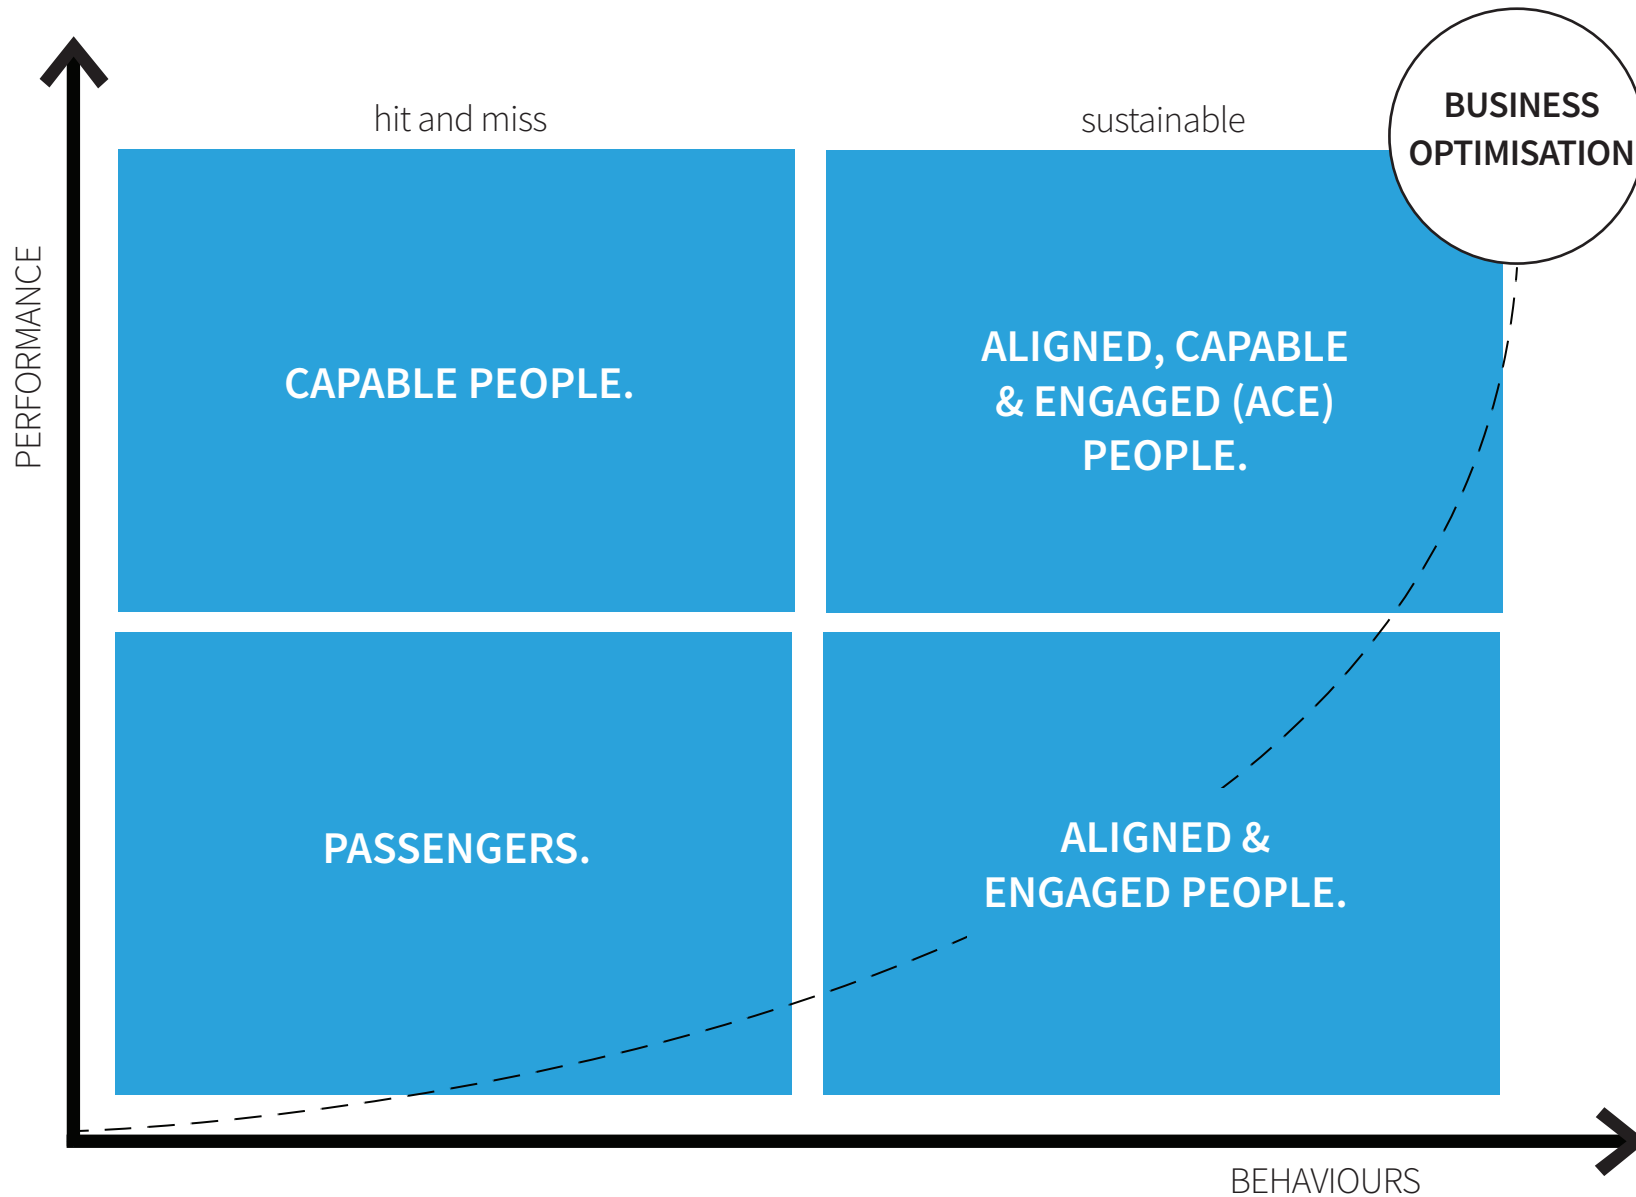 hit and miss
sustainable
BUSINESS
OPTIMISATION
PERFORMANCE
CAPABLE PEOPLE.
ALIGNED, CAPABLE
& ENGAGED (ACE)
PEOPLE.
PASSENGERS.
ALIGNED &
ENGAGED PEOPLE.
BEHAVIOURS